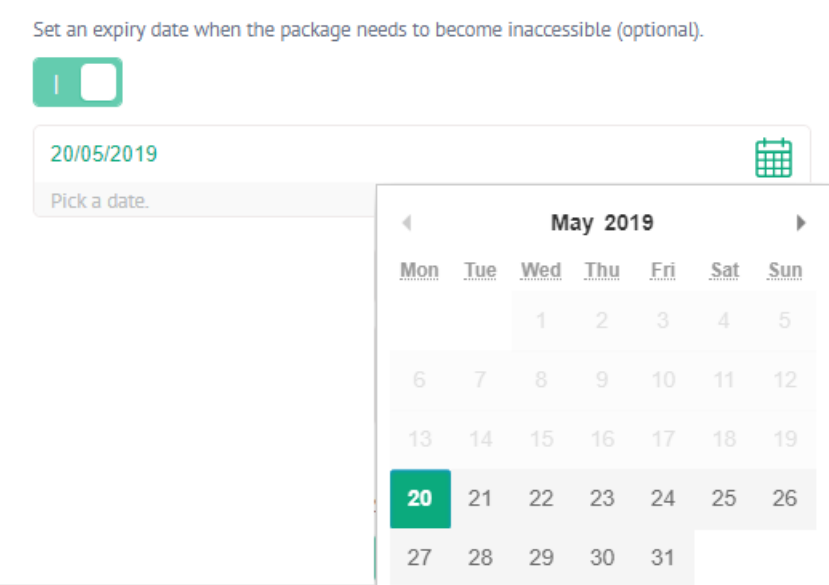 Set an expiry date when the package needs to become inaccessible (optional).
20/05/2019
Pick a date.
May 2019
Mon Tue Wed Thu Fri Sat Sun
1 2 3 4 5
6 7 8 9 10 11 12
13 14 15 16 17 18 19
20 21 22 23 24 25 26
27 28 29 30 31